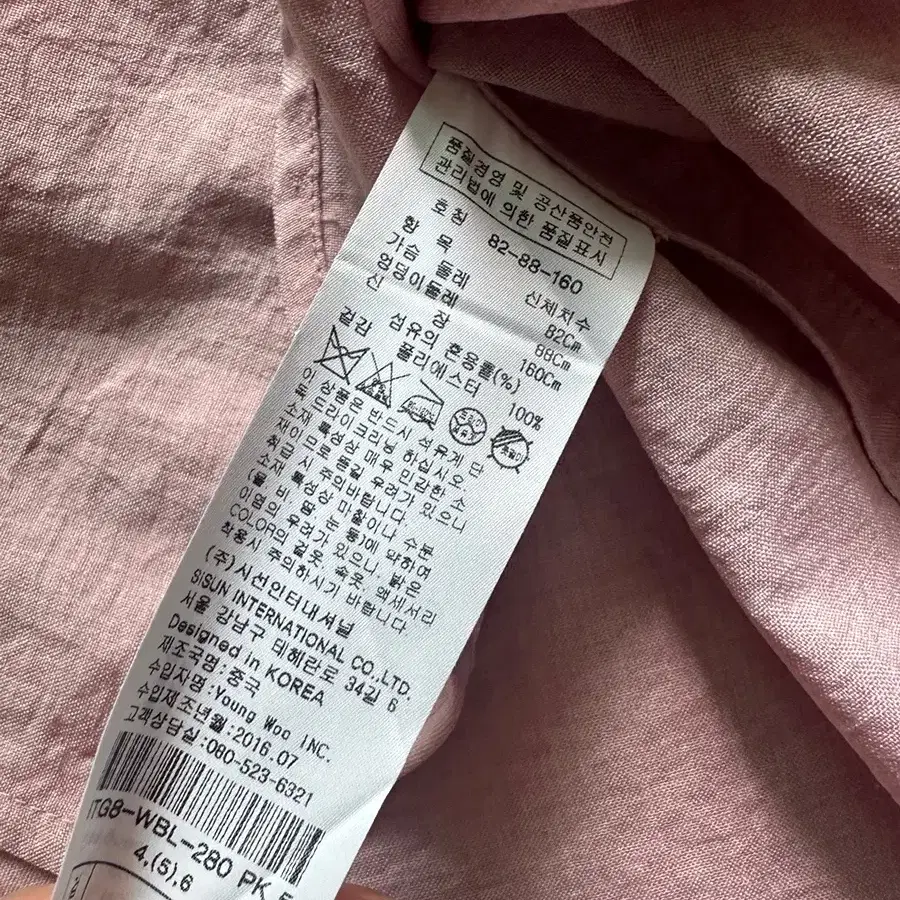 품질경영 및 공산품안전
관리법에 의한 품질표시
호칭 82-88-160
항 목 신체치수
가슴 둘레 82Cm
엉덩이둘레 88Cm
신 장 160Cm
섬유의 혼용률(%)
겉감 폴리에스터 100%
이 상품은 반드시 석유계 단
독 드라이크리닝 하십시오
소재 특성상 매우 민감한 소
재이므로 올뜯김 우려가 있으니
취급시 주의바랍니다.
소재 특성상 마찰이나 수분
(물, 비, 땀, 눈 등)에 약하며
이염의 우려가 있으니, 밝은
COLOR의 겉옷, 속옷, 액세서리
착용시 주의하시기 바랍니다.
(주)시선인터내셔널
SISUN INTERNATIONAL CO.,LTD.
서울 강남구 테헤란로 34길 6
Designed in KOREA
제조국명:중국
수입자명:Young Woo INC.
수입제조년월:2016.07
고객상담실:080-523-6321
ITG8-WBL-280 PK
4,(5),6